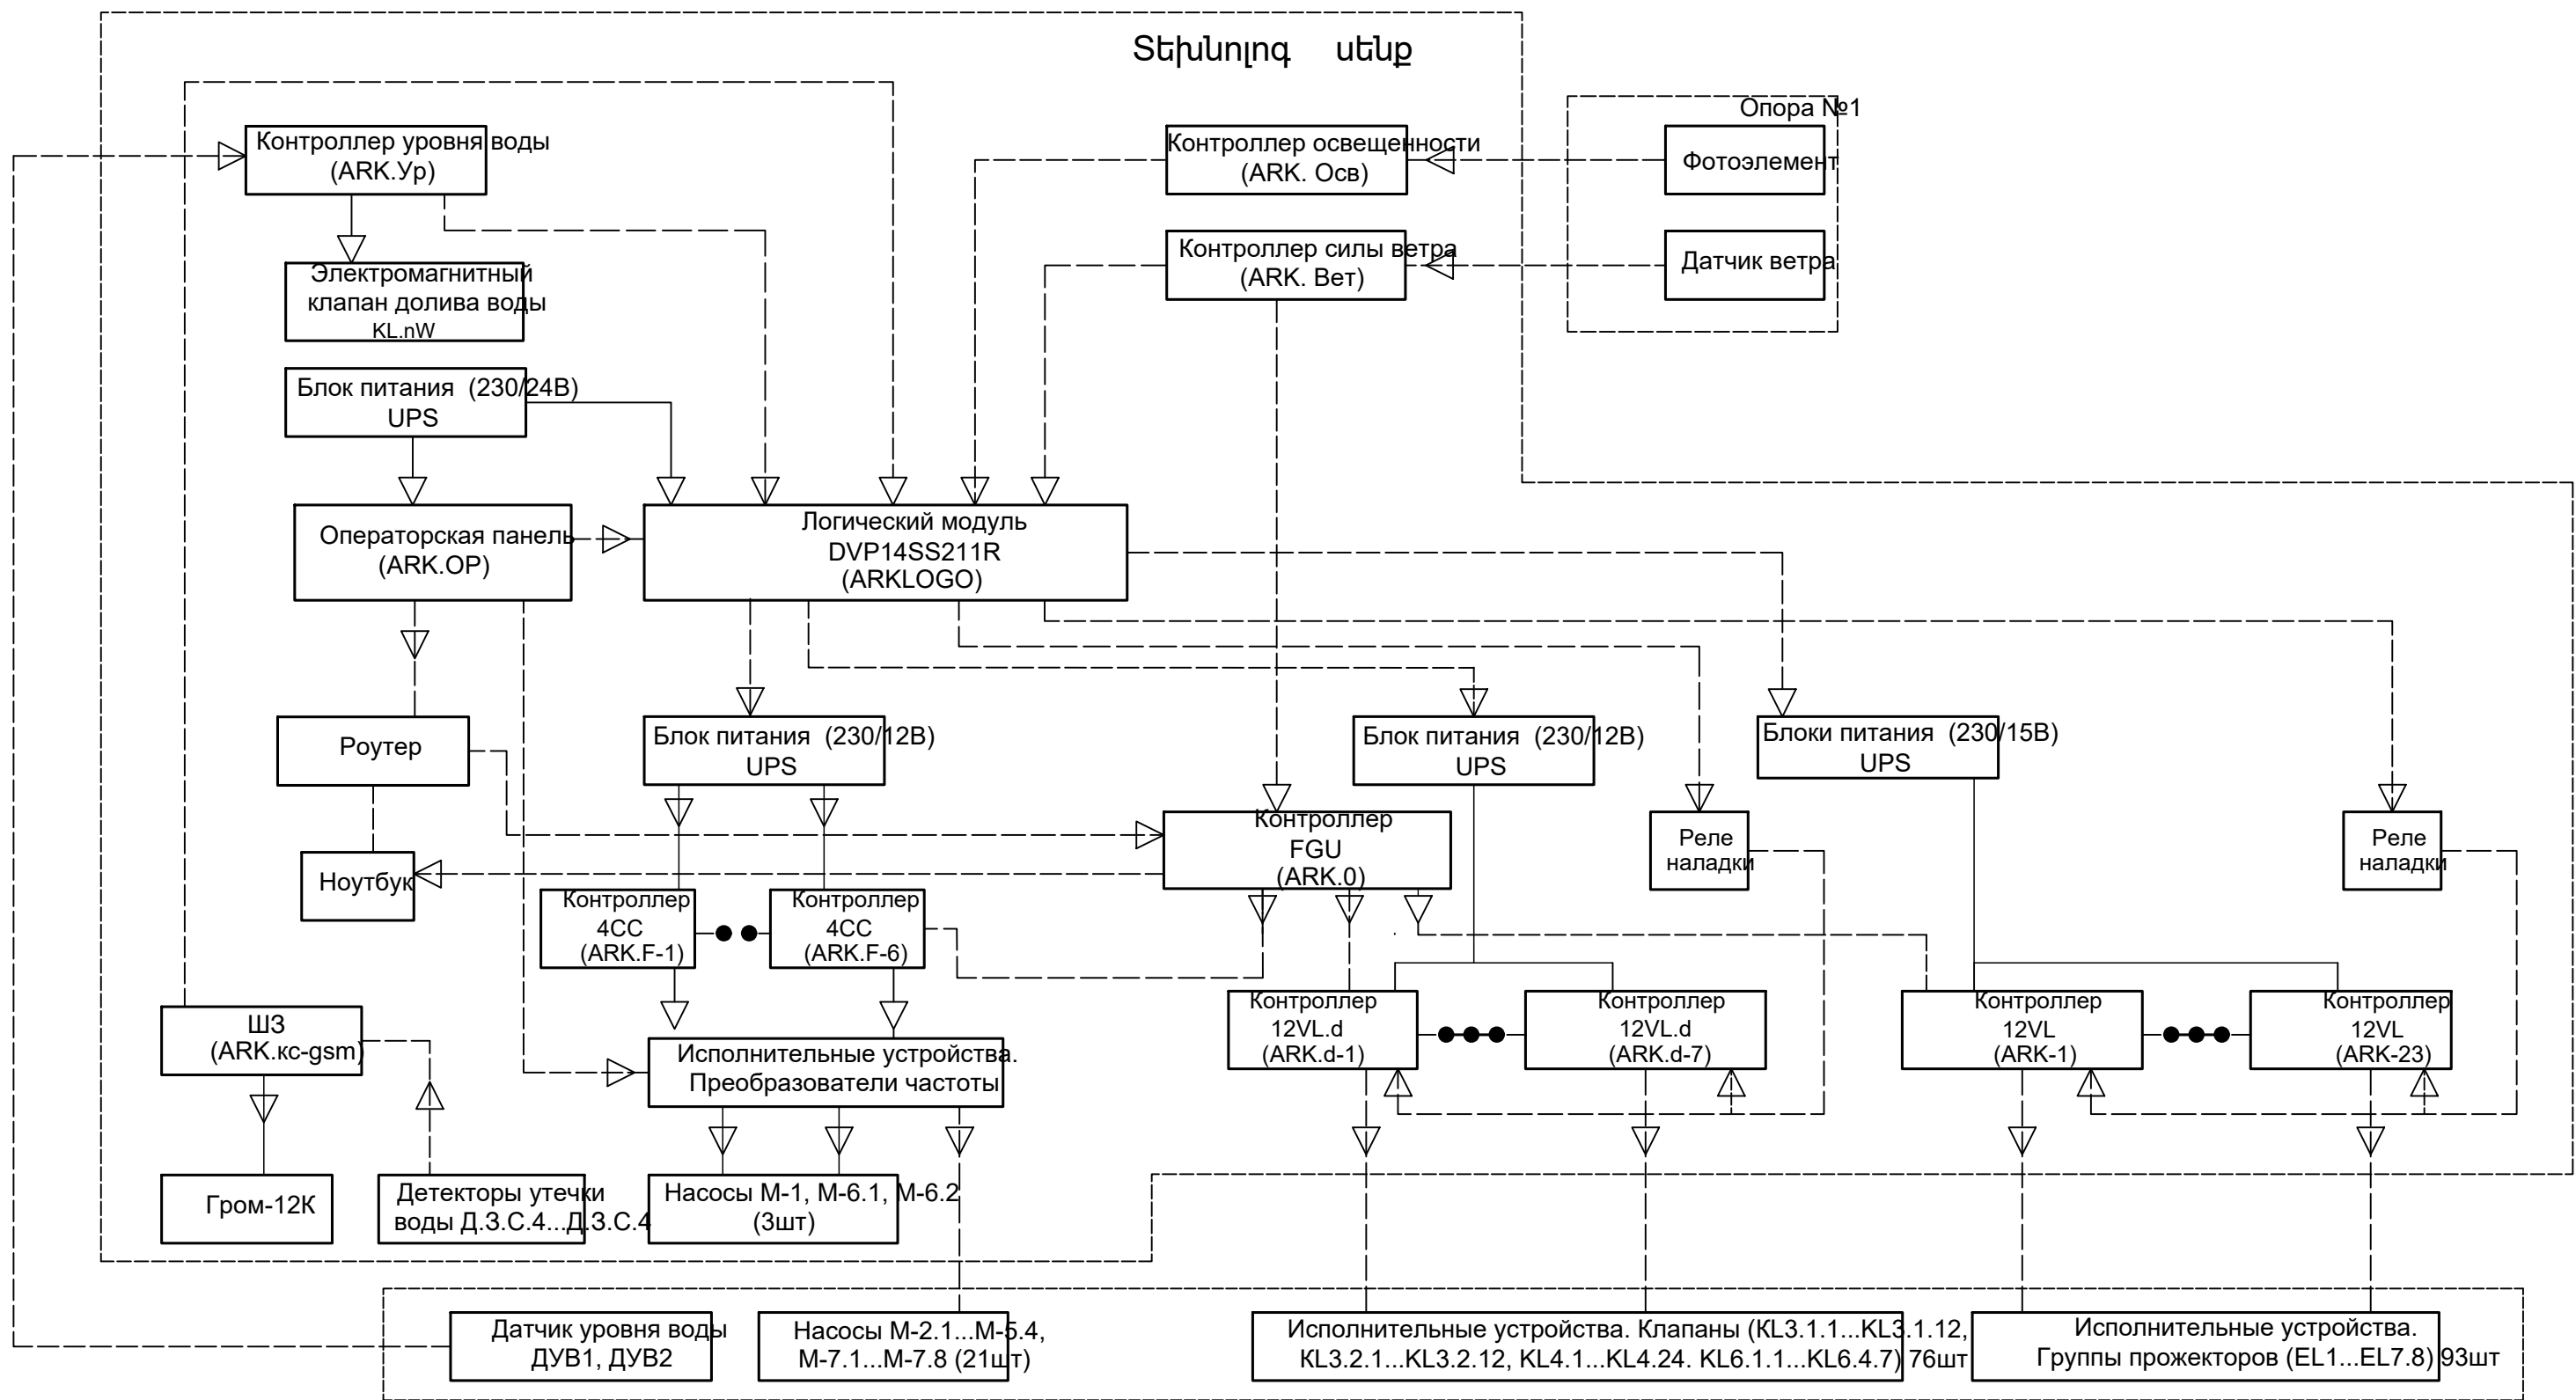 Տեխնոլոգ սենք
Опора №1
Контроллер уровня воды
(ARK.Ур)
Контроллер освещенности
(ARK. Осв)
Фотоэлемент
Контроллер силы ветра
(ARK. Вет)
Датчик ветра
Электромагнитный
клапан долива воды
KL.nW
Блок питания (230/24В)
UPS
Операторская панель
(ARK.OP)
Логический модуль
DVP14SS211R
(ARKLOGO)
Роутер
Блок питания (230/12В)
UPS
Блок питания (230/12В)
UPS
Блоки питания (230/15В)
UPS
Ноутбук
Контроллер
FGU
(ARK.0)
Реле
наладки
Реле
наладки
Контроллер
4CC
(ARK.F-1)
Контроллер
4CC
(ARK.F-6)
ШЗ
(ARK.кс-gsm)
Исполнительные устройства.
Преобразователи частоты
Контроллер
12VL.d
(ARK.d-1)
Контроллер
12VL.d
(ARK.d-7)
Контроллер
12VL
(ARK-1)
Контроллер
12VL
(ARK-23)
Гром-12К
Детекторы утечки
воды Д.З.С.4...Д.З.С.4
Насосы М-1, М-6.1, М-6.2
(3шт)
Датчик уровня воды
ДУВ1, ДУВ2
Насосы М-2.1...М-5.4,
М-7.1...М-7.8 (21шт)
Исполнительные устройства. Клапаны (KL3.1.1...KL3.1.12,
KL3.2.1...KL3.2.12, KL4.1...KL4.24. KL6.1.1...KL6.4.7) 76шт
Исполнительные устройства.
Группы прожекторов (EL1...EL7.8) 93шт